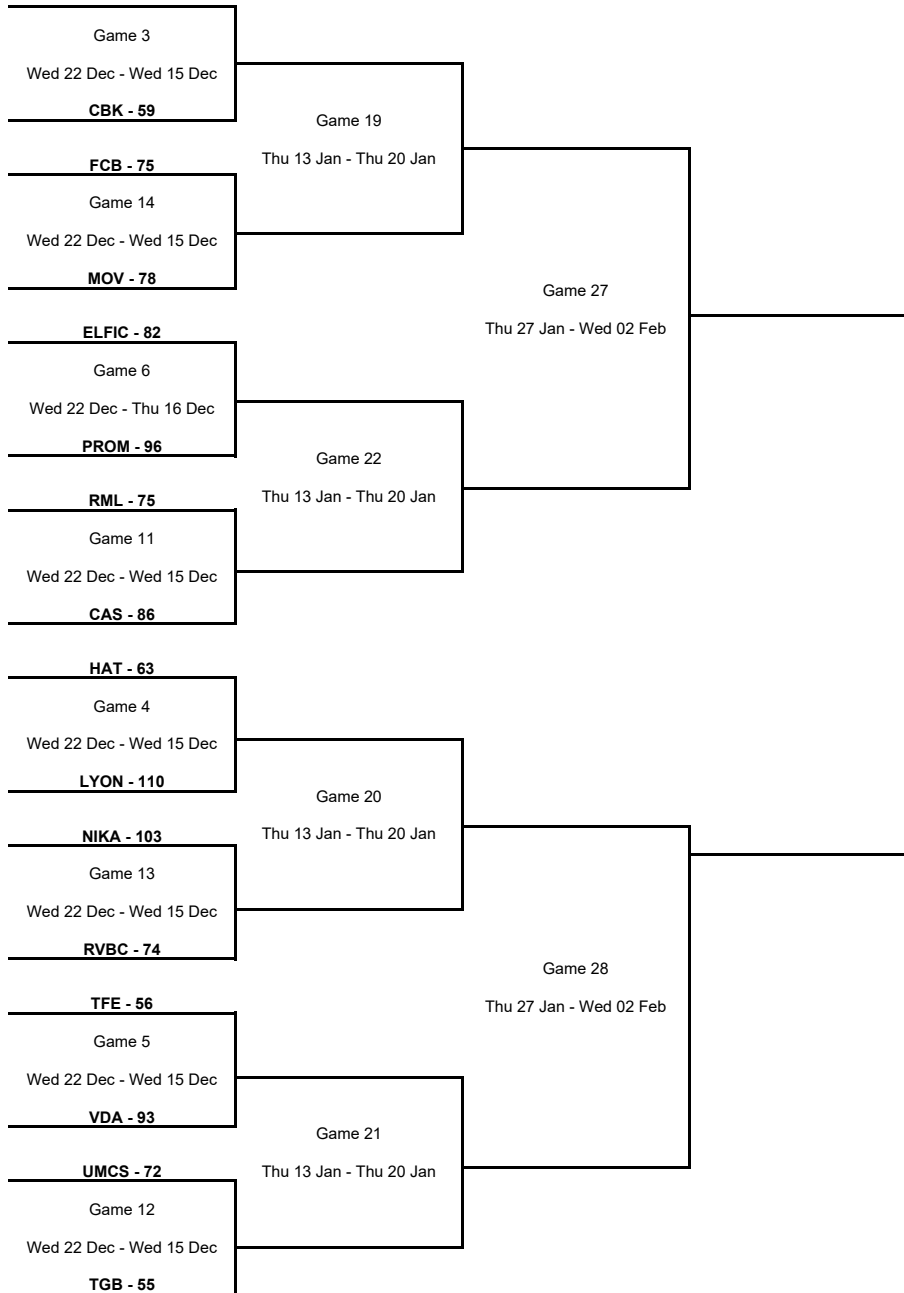 Game 3
Wed 22 Dec - Wed 15 Dec
CBK - 59
Game 19
Thu 13 Jan - Thu 20 Jan
FCB - 75
Game 14
Wed 22 Dec - Wed 15 Dec
MOV - 78
Game 27
Thu 27 Jan - Wed 02 Feb
ELFIC - 82
Game 6
Wed 22 Dec - Thu 16 Dec
PROM - 96
Game 22
Thu 13 Jan - Thu 20 Jan
RML - 75
Game 11
Wed 22 Dec - Wed 15 Dec
CAS - 86
HAT - 63
Game 4
Wed 22 Dec - Wed 15 Dec
LYON - 110
Game 20
Thu 13 Jan - Thu 20 Jan
NIKA - 103
Game 13
Wed 22 Dec - Wed 15 Dec
RVBC - 74
Game 28
Thu 27 Jan - Wed 02 Feb
TFE - 56
Game 5
Wed 22 Dec - Wed 15 Dec
VDA - 93
Game 21
Thu 13 Jan - Thu 20 Jan
UMCS - 72
Game 12
Wed 22 Dec - Wed 15 Dec
TGB - 55